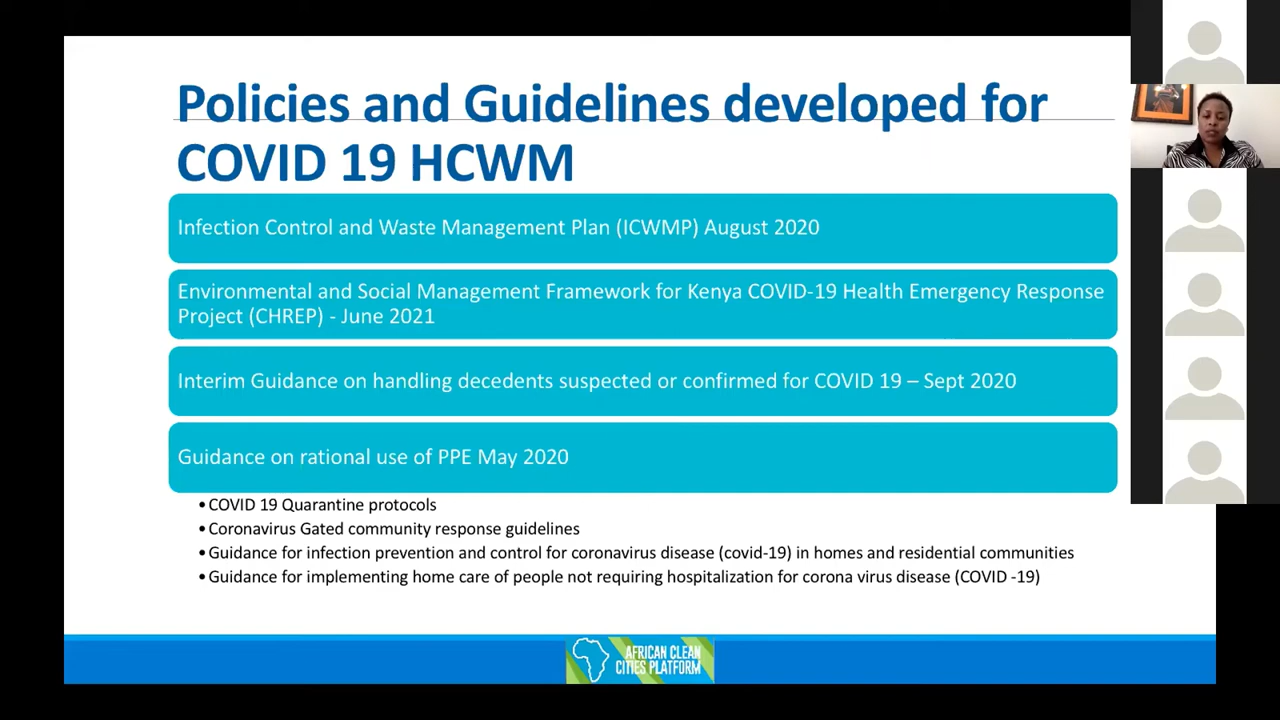 Policies and Guidelines developed for
COVID 19 HCWM
Infection Control and Waste Management Plan (ICWMP) August 2020
Environmental and Social Management Framework for Kenya COVID-19 Health Emergency Response
Project (CHREP) - June 2021
Interim Guidance on handling decedents suspected or confirmed for COVID 19 – Sept 2020
Guidance on rational use of PPE May 2020
•COVID 19 Quarantine protocols
•Coronavirus Gated community response guidelines
•Guidance for infection prevention and control for coronavirus disease (covid-19) in homes and residential communities
•Guidance for implementing home care of people not requiring hospitalization for corona virus disease (COVID -19)
AFRICAN CLEAN
CITIES PLATFORM